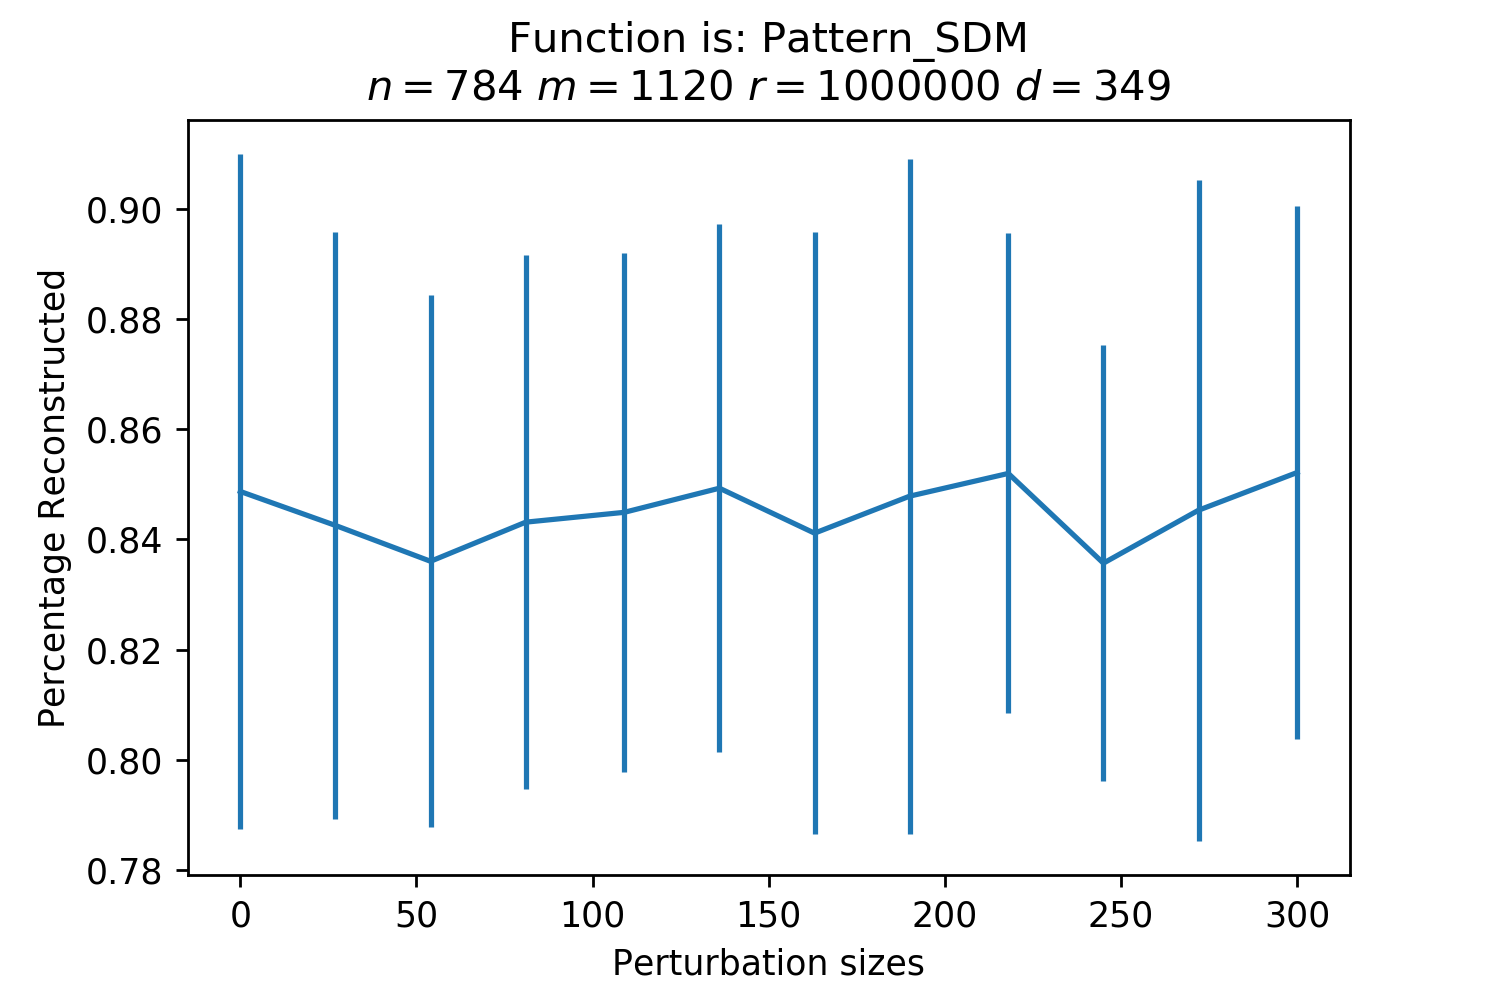 Function is: Pattern_SDM
n = 784 m = 1120 r = 1000000 d = 349
Percentage Reconstructed
0.90
0.88
0.86
0.84
0.82
0.80
0.78
0 50 100 150 200 250 300
Perturbation sizes